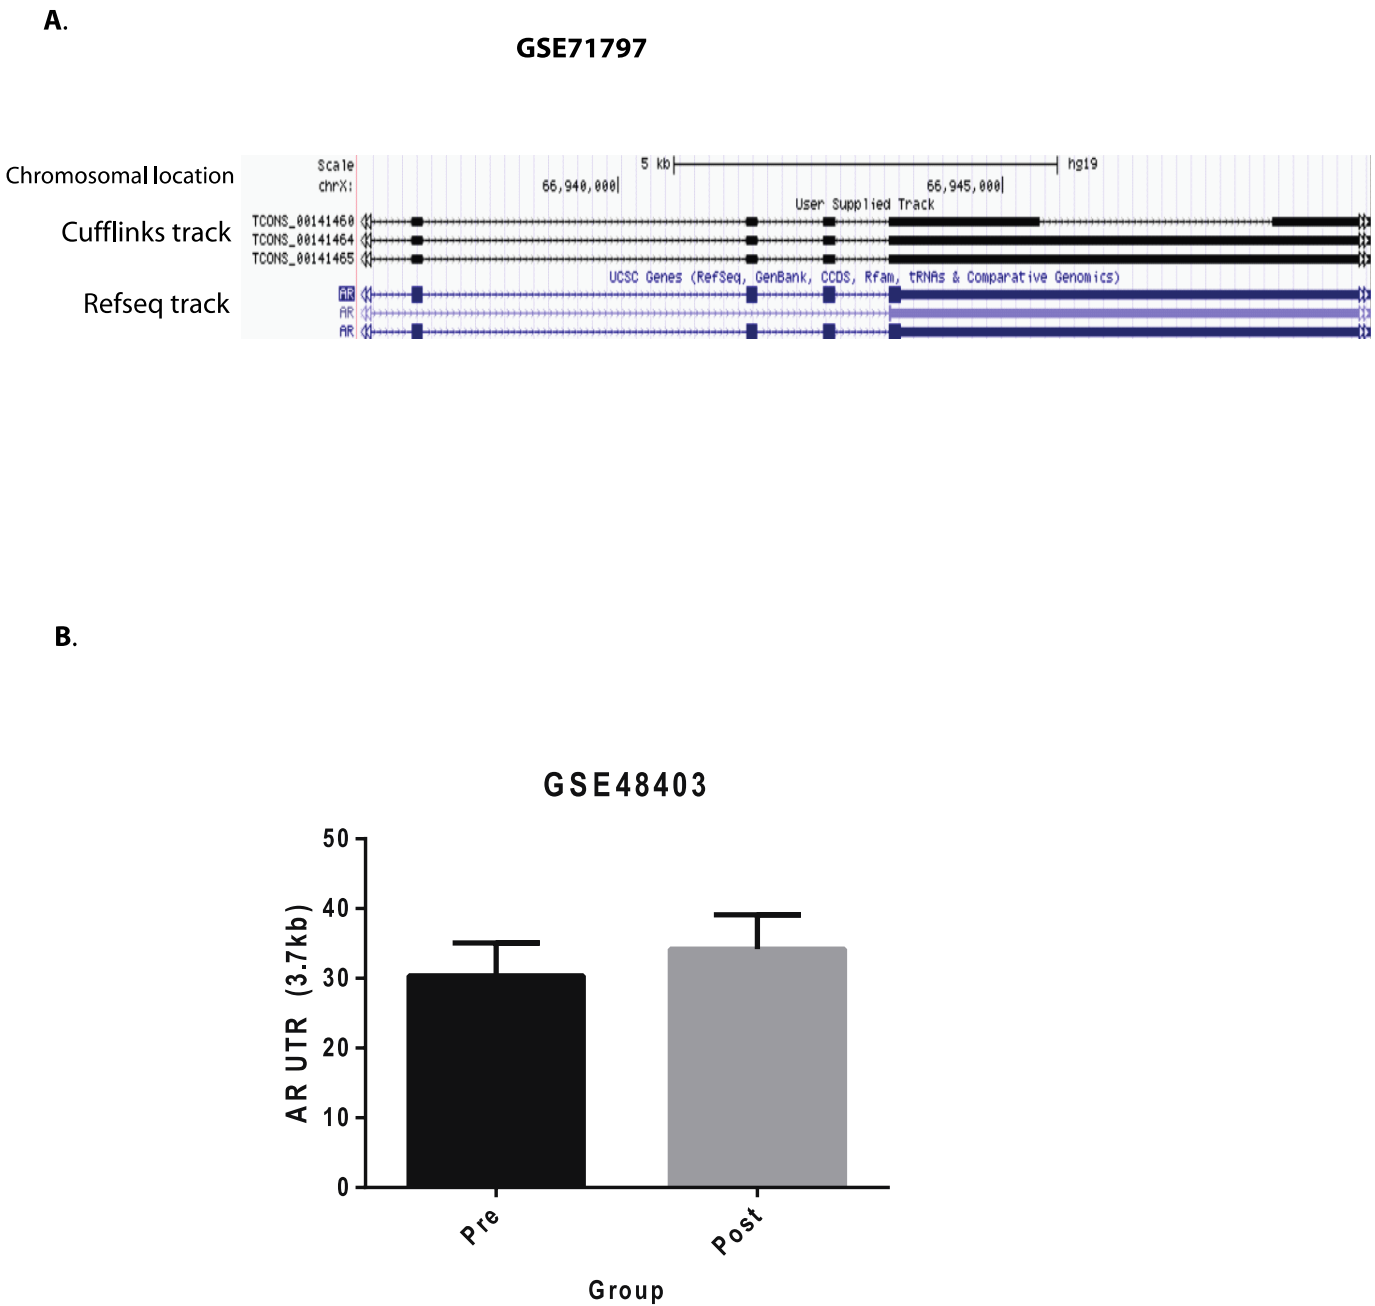 A.
GSE71797
Chromosomal location
Scale
5 kb
hg19
chrX:
66,940,000|
66,945,000|
User Supplied Track
Cufflinks track
TCONS_00141460
TCONS_00141464
TCONS_00141465
UCSC Genes (RefSeq, GenBank, CCDS, Rfam, tRNAs & Comparative Genomics)
Refseq track
AR
AR
AR
B.
GSE48403
AR UTR (3.7kb)
50
40
30
20
10
0
Pre
Post
Group